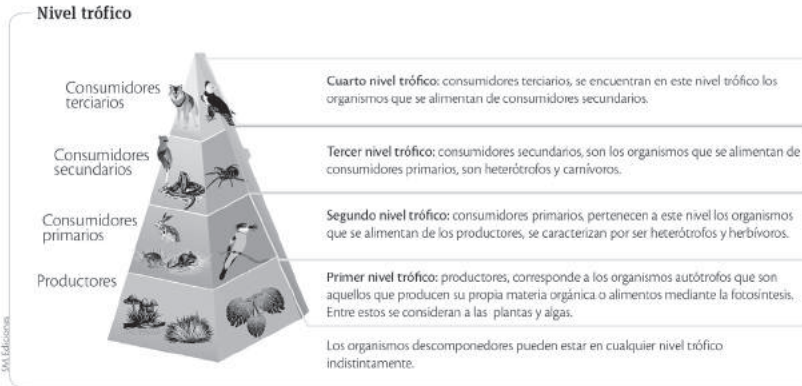 Nivel trófico
Consumidores
terciarios
Cuarto nivel trófico: consumidores terciarios, se encuentran en este nivel trófico los
organismos que se alimentan de consumidores secundarios.
Consumidores
secundarios
Tercer nivel trófico: consumidores secundarios, son los organismos que se alimentan de
consumidores primarios, son heterótrofos y carnívoros.
Consumidores
primarios
Segundo nivel trófico: consumidores primarios, pertenecen a este nivel los organismos
que se alimentan de los productores, se caracterizan por ser heterótrofos y herbívoros.
Productores
Primer nivel trófico: productores, corresponde a los organismos autótrofos que son
aquellos que producen su propia materia orgánica o alimentos mediante la fotosíntesis.
Entre estos se consideran a las plantas y algas.
Los organismos descomponedores pueden estar en cualquier nivel trófico
indistintamente.
SM Ediciones